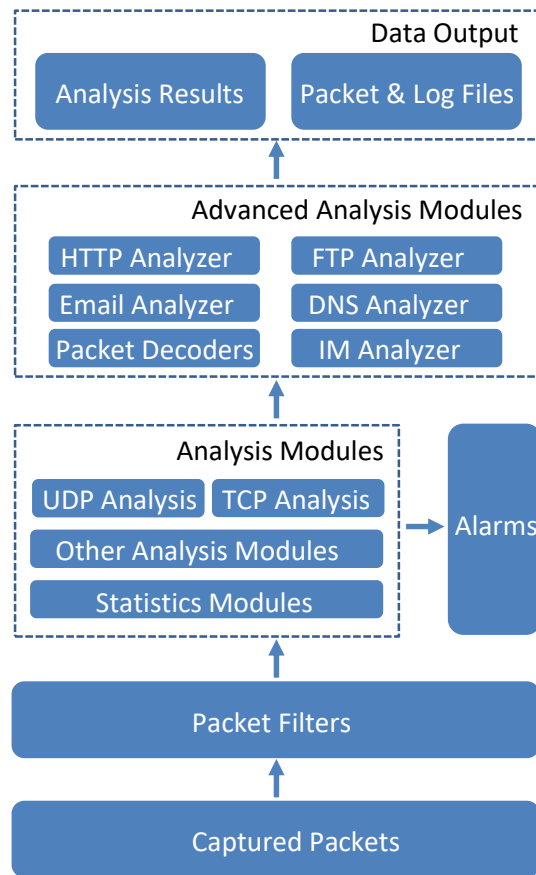 Data Output
Analysis Results
Packet & Log Files
Advanced Analysis Modules
HTTP Analyzer
FTP Analyzer
Email Analyzer
DNS Analyzer
Packet Decoders
IM Analyzer
Analysis Modules
UDP Analysis
TCP Analysis
Other Analysis Modules
Statistics Modules
Alarms
Packet Filters
Captured Packets